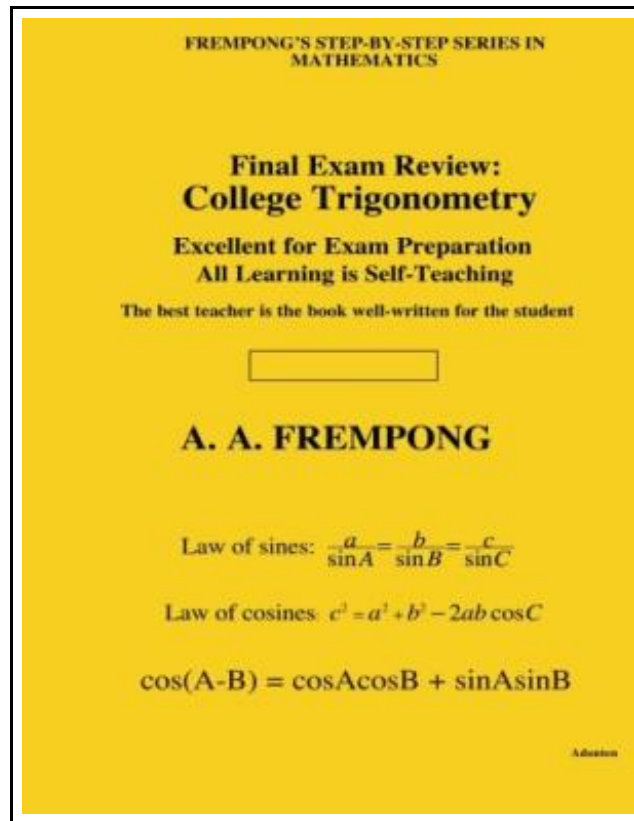 FREMPONG'S STEP-BY-STEP SERIES IN
MATHEMATICS
Final Exam Review:
College Trigonometry
Excellent for Exam Preparation
All Learning is Self-Teaching
The best teacher is the book well-written for the student
A. A. FREMPONG
Law of sines: a/sinA = b/sinB = c/sinC
Law of cosines c² = a² + b² − 2ab cosC
cos(A-B) = cosAcosB + sinAsinB